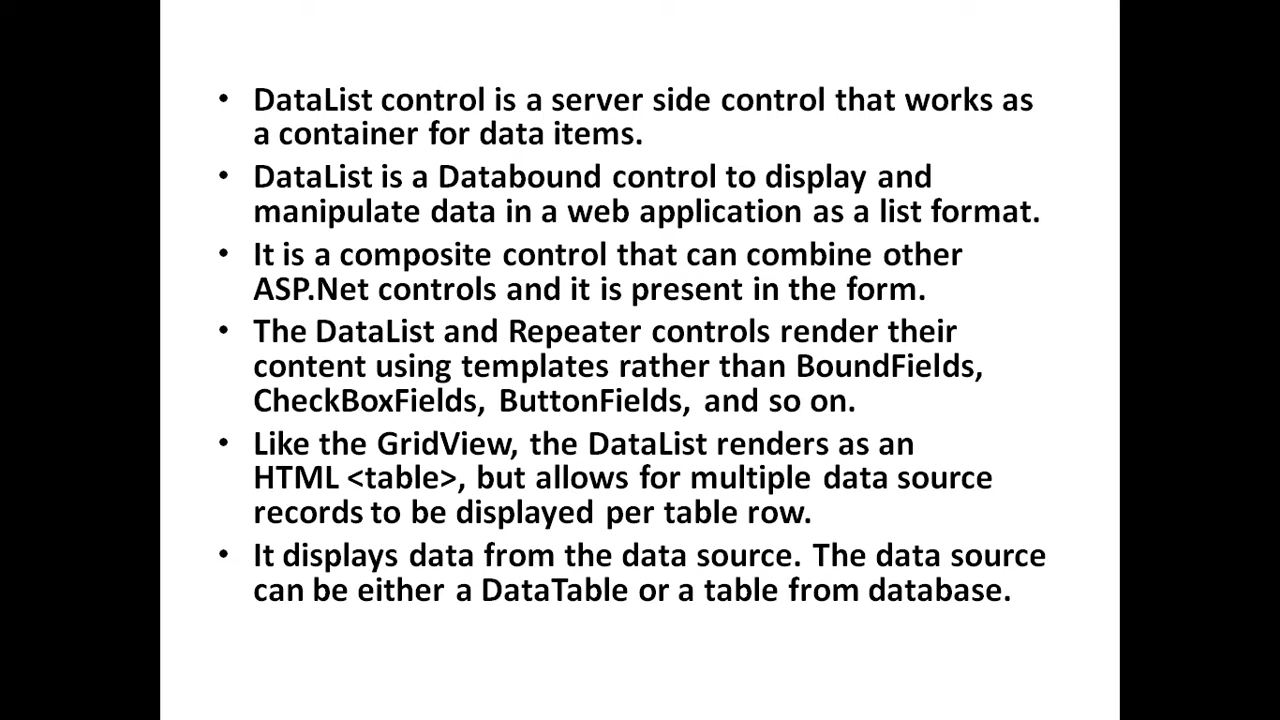 • DataList control is a server side control that works as
a container for data items.
• DataList is a Databound control to display and
manipulate data in a web application as a list format.
• It is a composite control that can combine other
ASP.Net controls and it is present in the form.
• The DataList and Repeater controls render their
content using templates rather than BoundFields,
CheckBoxFields, ButtonFields, and so on.
• Like the GridView, the DataList renders as an
HTML <table>, but allows for multiple data source
records to be displayed per table row.
• It displays data from the data source. The data source
can be either a DataTable or a table from database.